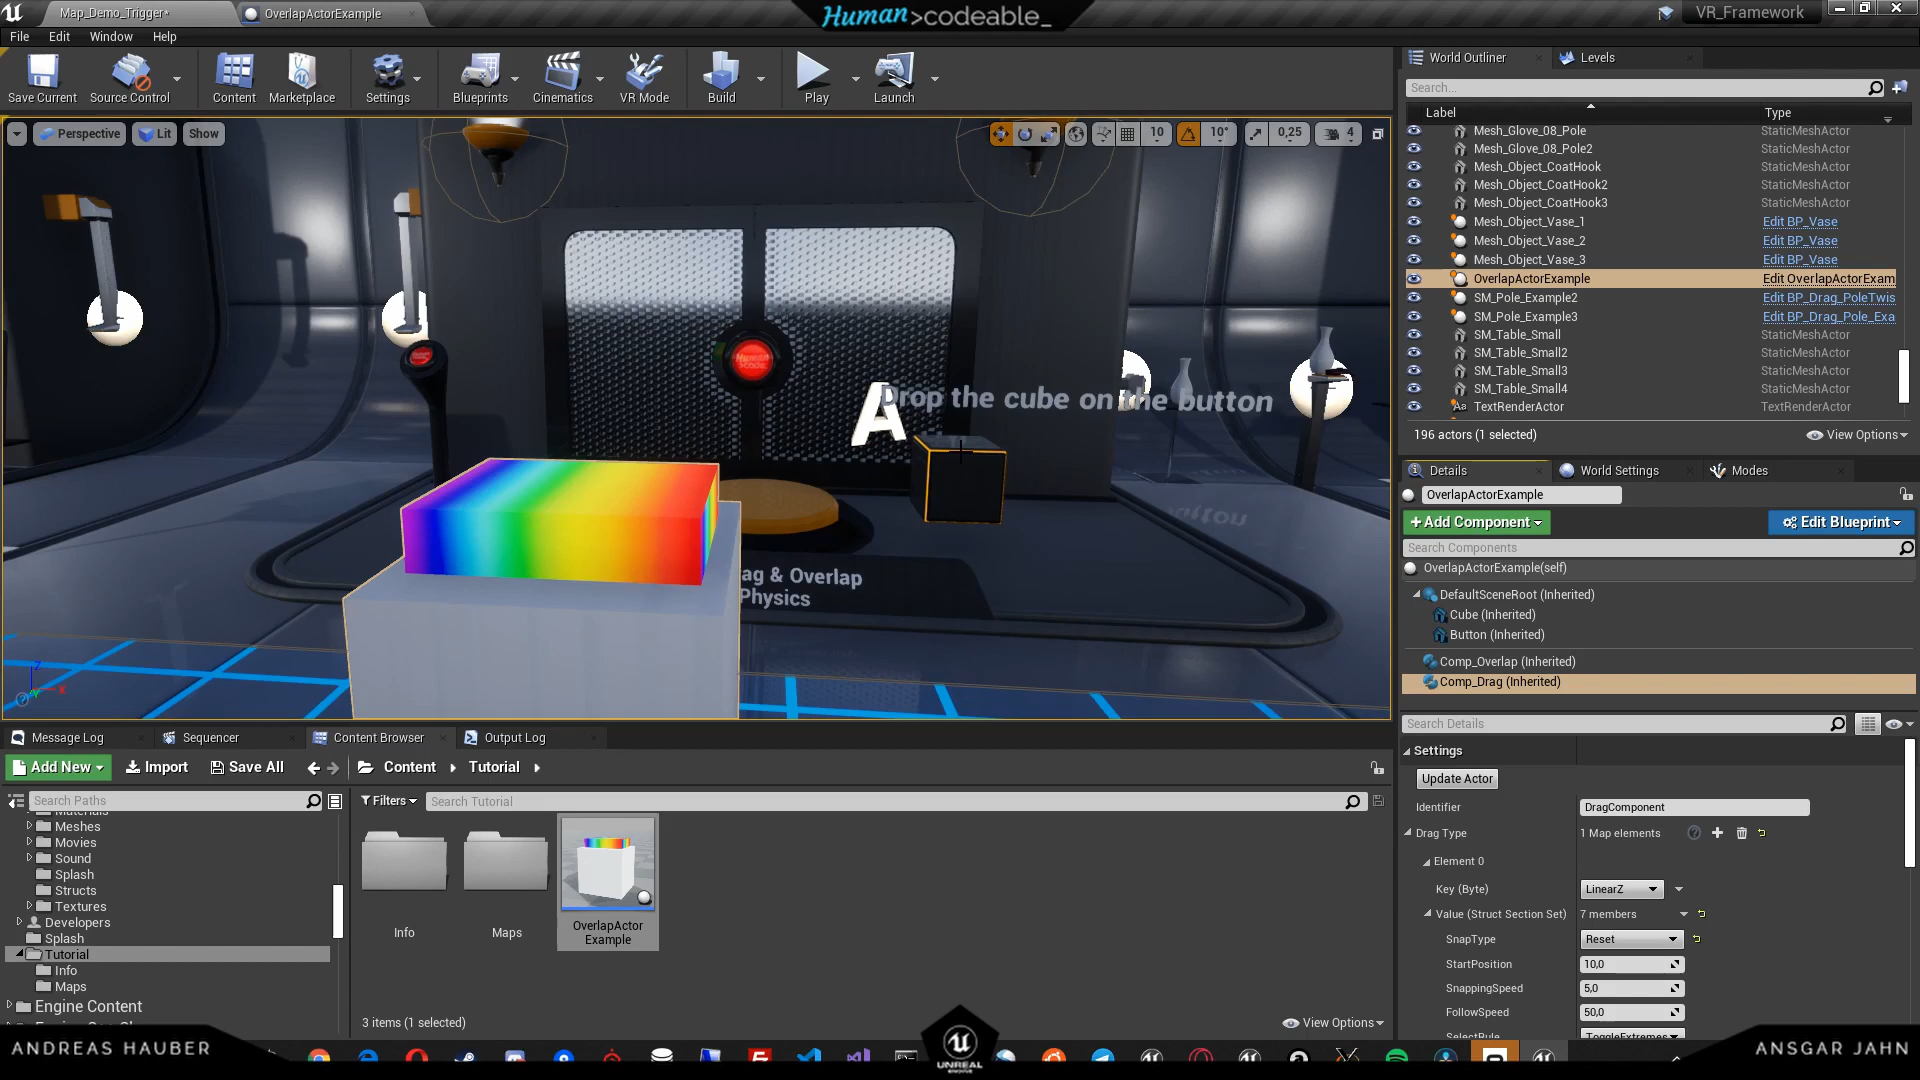 Map_Demo_Trigger*
OverlapActorExample
Human>codeable_
VR_Framework
File
Edit
Window
Help
Save Current
Source Control
Content
Marketplace
Settings
Blueprints
Cinematics
VR Mode
Build
Play
Launch
Perspective
Lit
Show
10
10°
0,25
4
Human
>code_
A
Drop the cube on the button
button
ag & Overlap
Physics
World Outliner
Levels
Search...
Label
Type
Mesh_Glove_08_Pole
StaticMeshActor
Mesh_Glove_08_Pole2
StaticMeshActor
Mesh_Object_CoatHook
StaticMeshActor
Mesh_Object_CoatHook2
StaticMeshActor
Mesh_Object_CoatHook3
StaticMeshActor
Mesh_Object_Vase_1
Edit BP_Vase
Mesh_Object_Vase_2
Edit BP_Vase
Mesh_Object_Vase_3
Edit BP_Vase
OverlapActorExample
Edit OverlapActorExam
SM_Pole_Example2
Edit BP_Drag_PoleTwis
SM_Pole_Example3
Edit BP_Drag_Pole_Exa
SM_Table_Small
StaticMeshActor
SM_Table_Small2
StaticMeshActor
SM_Table_Small3
StaticMeshActor
SM_Table_Small4
StaticMeshActor
TextRenderActor
TextRenderActor
196 actors (1 selected)
View Options
Details
World Settings
Modes
OverlapActorExample
+ Add Component
Edit Blueprint
Search Components
OverlapActorExample(self)
DefaultSceneRoot (Inherited)
Cube (Inherited)
Button (Inherited)
Comp_Overlap (Inherited)
Comp_Drag (Inherited)
Search Details
Settings
Update Actor
Identifier
DragComponent
Drag Type
1 Map elements
Element 0
Key (Byte)
LinearZ
Value (Struct Section Set)
7 members
SnapType
Reset
StartPosition
10,0
SnappingSpeed
5,0
FollowSpeed
50,0
SelectRule
ToggleExtremes
Message Log
Sequencer
Content Browser
Output Log
Add New
Import
Save All
Content
Tutorial
Search Paths
Filters
Search Tutorial
Materials
Meshes
Movies
Sound
Splash
Structs
Textures
Developers
Splash
Tutorial
Info
Maps
Engine Content
Info
Maps
OverlapActor
Example
3 items (1 selected)
View Options
ANDREAS HAUBER
UNREAL
ENGINE
ANSGAR JAHN